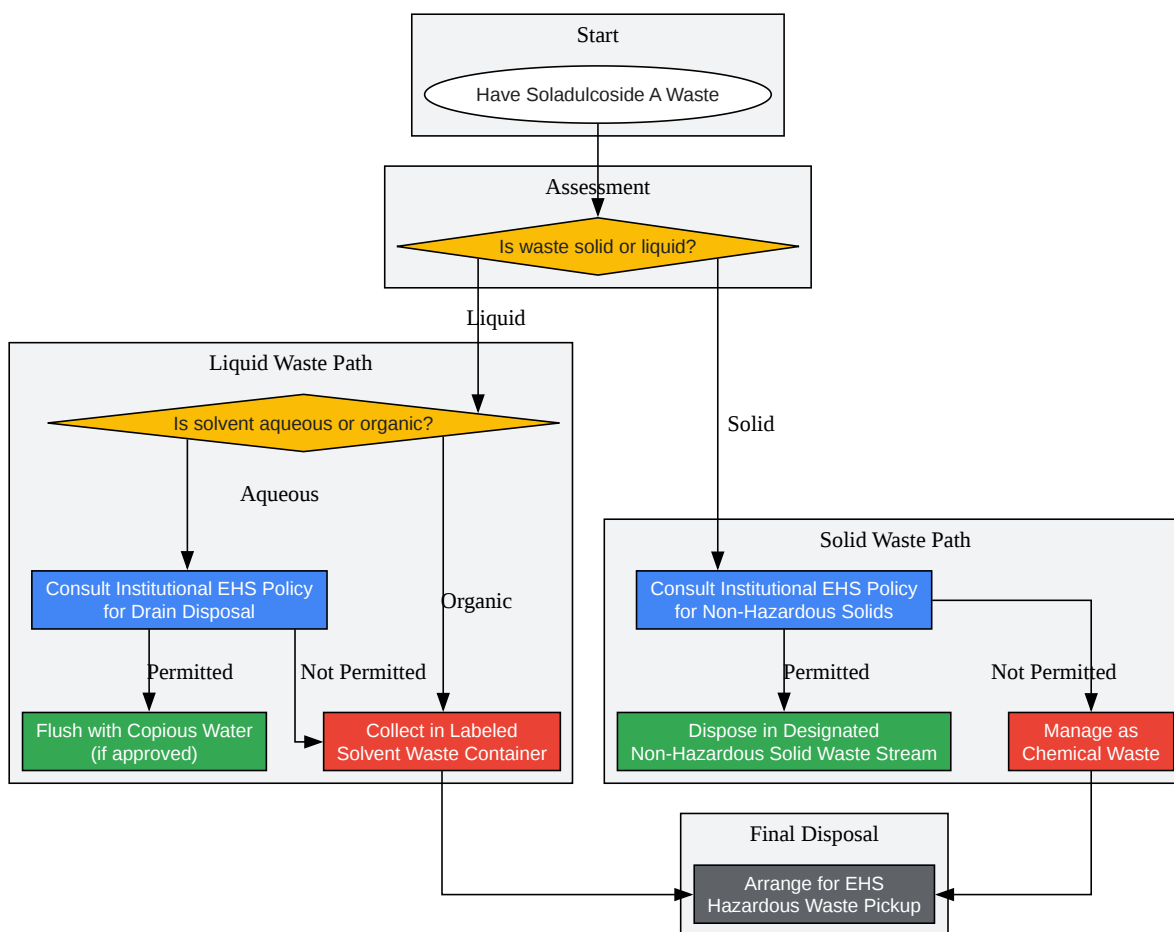 Start
Have Soladulcoside A Waste
Assessment
Is waste solid or liquid?
Liquid
Solid
Liquid Waste Path
Is solvent aqueous or organic?
Aqueous
Organic
Consult Institutional EHS Policy
for Drain Disposal
Permitted
Not Permitted
Flush with Copious Water
(if approved)
Collect in Labeled
Solvent Waste Container
Solid Waste Path
Consult Institutional EHS Policy
for Non-Hazardous Solids
Permitted
Not Permitted
Dispose in Designated
Non-Hazardous Solid Waste Stream
Manage as
Chemical Waste
Final Disposal
Arrange for EHS
Hazardous Waste Pickup